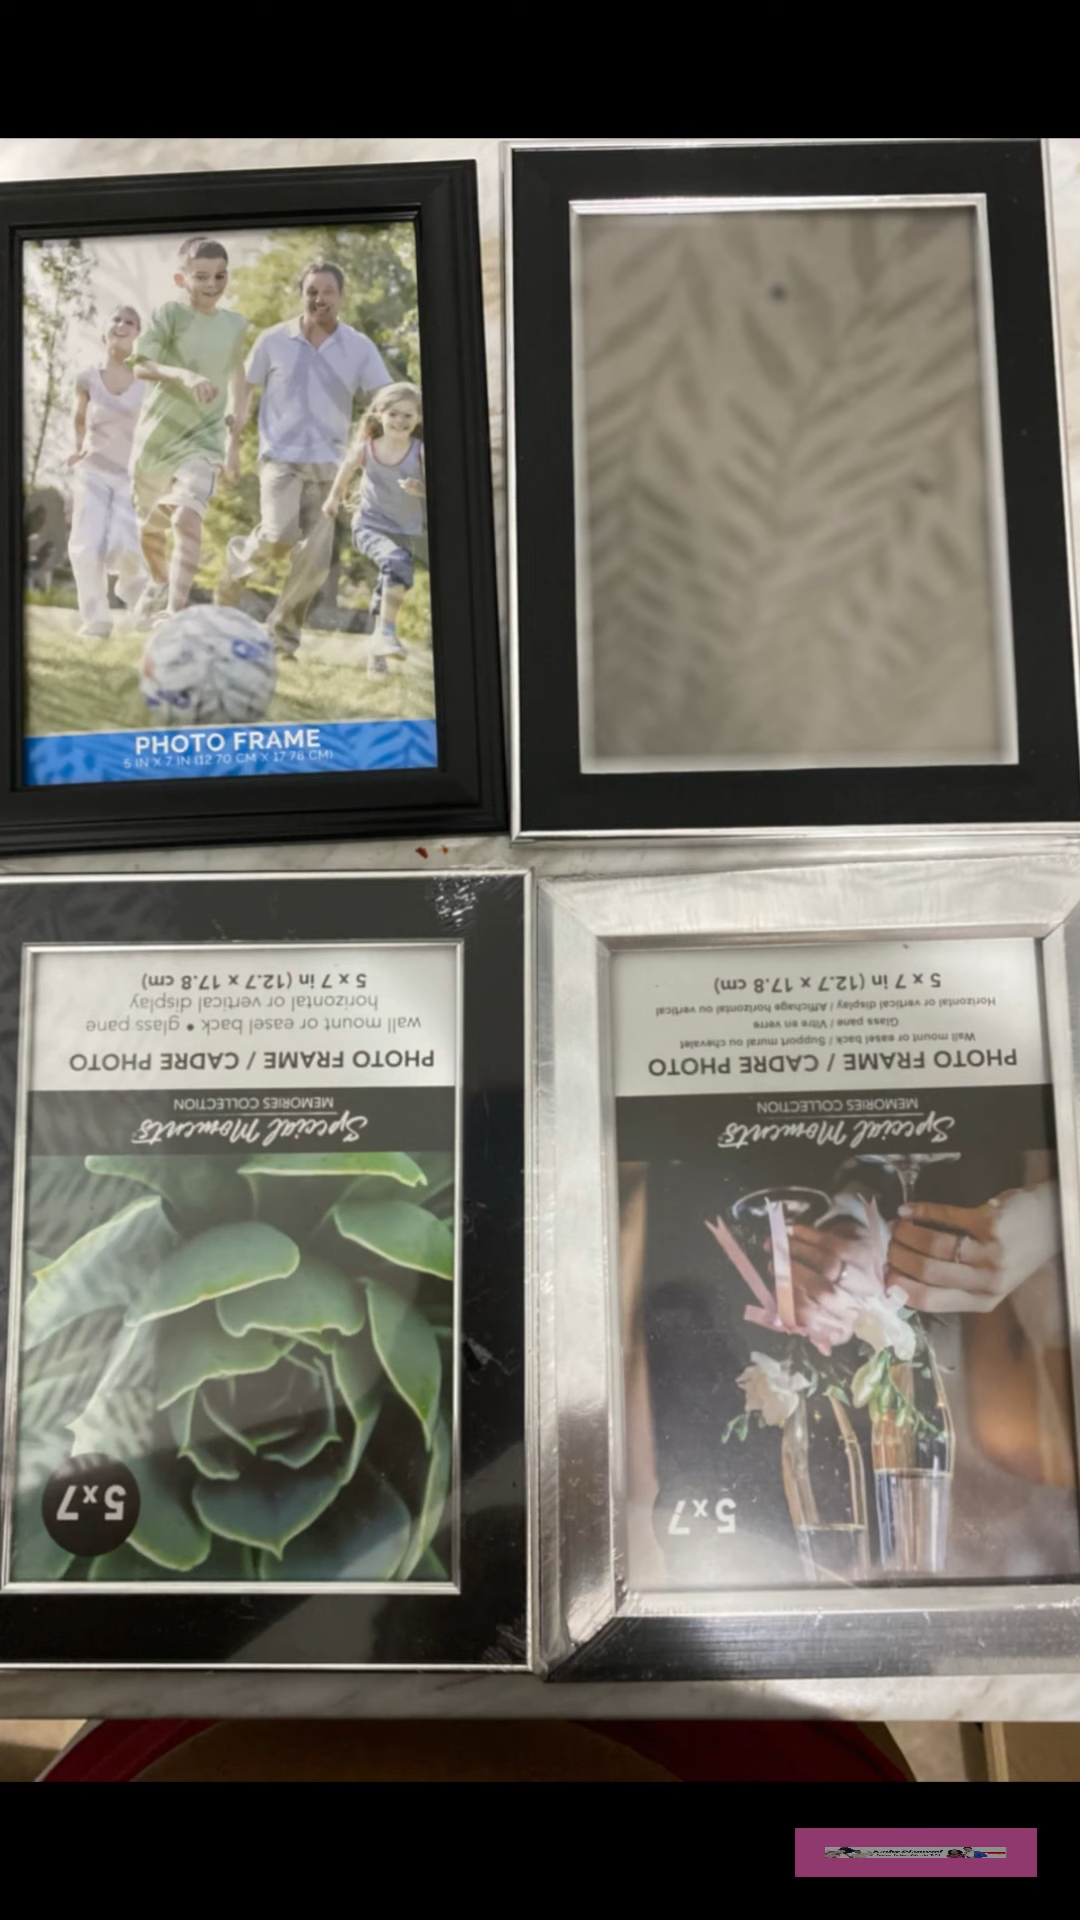 PHOTO FRAME
5 IN X 7 IN (12.70 CM X 17.78 CM)
5 x 7
Special Moments
MEMORIES COLLECTION
PHOTO FRAME / CADRE PHOTO
wall mount or easel back • glass pane
horizontal or vertical display
5 x 7 in (12.7 x 17.8 cm)
5 x 7
Special Moments
MEMORIES COLLECTION
PHOTO FRAME / CADRE PHOTO
Wall mount or easel back / Support mural ou chevalet
Glass pane / Vitre en verre
Horizontal or vertical display / Affichage horizontal ou vertical
5 x 7 in (12.7 x 17.8 cm)